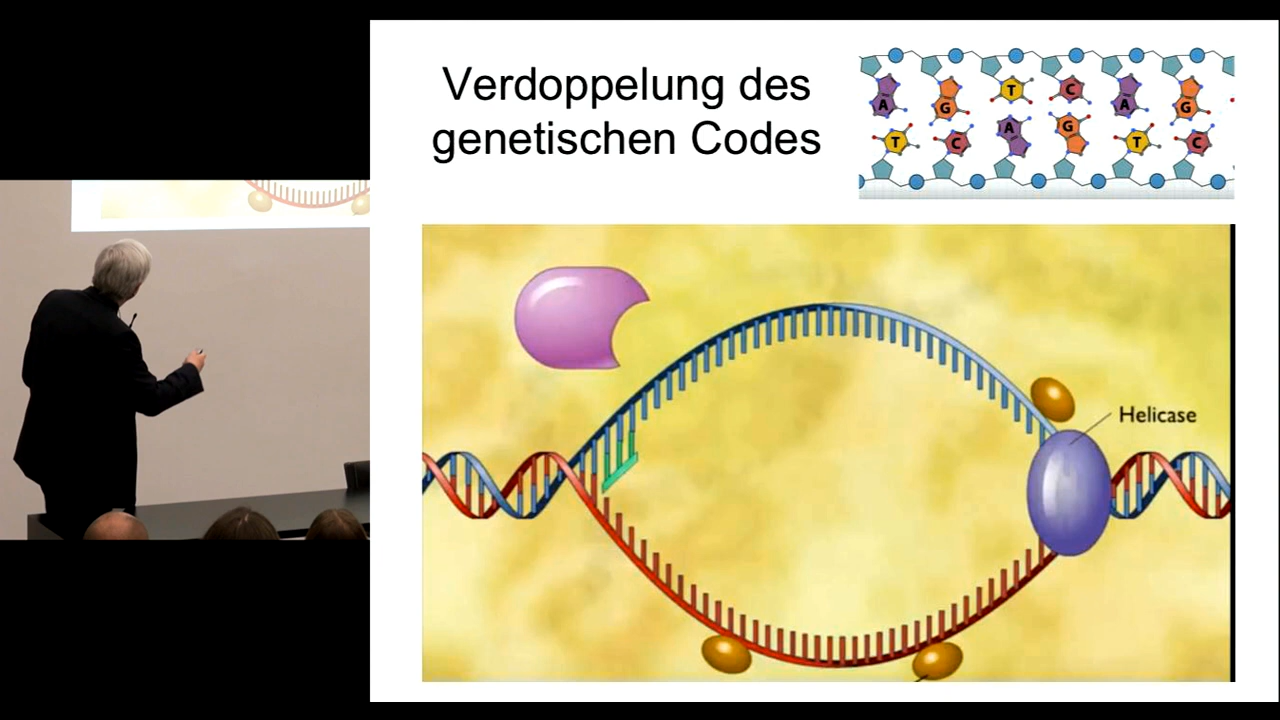 Verdoppelung des
genetischen Codes
A G T C A G
T C A G T C
Helicase